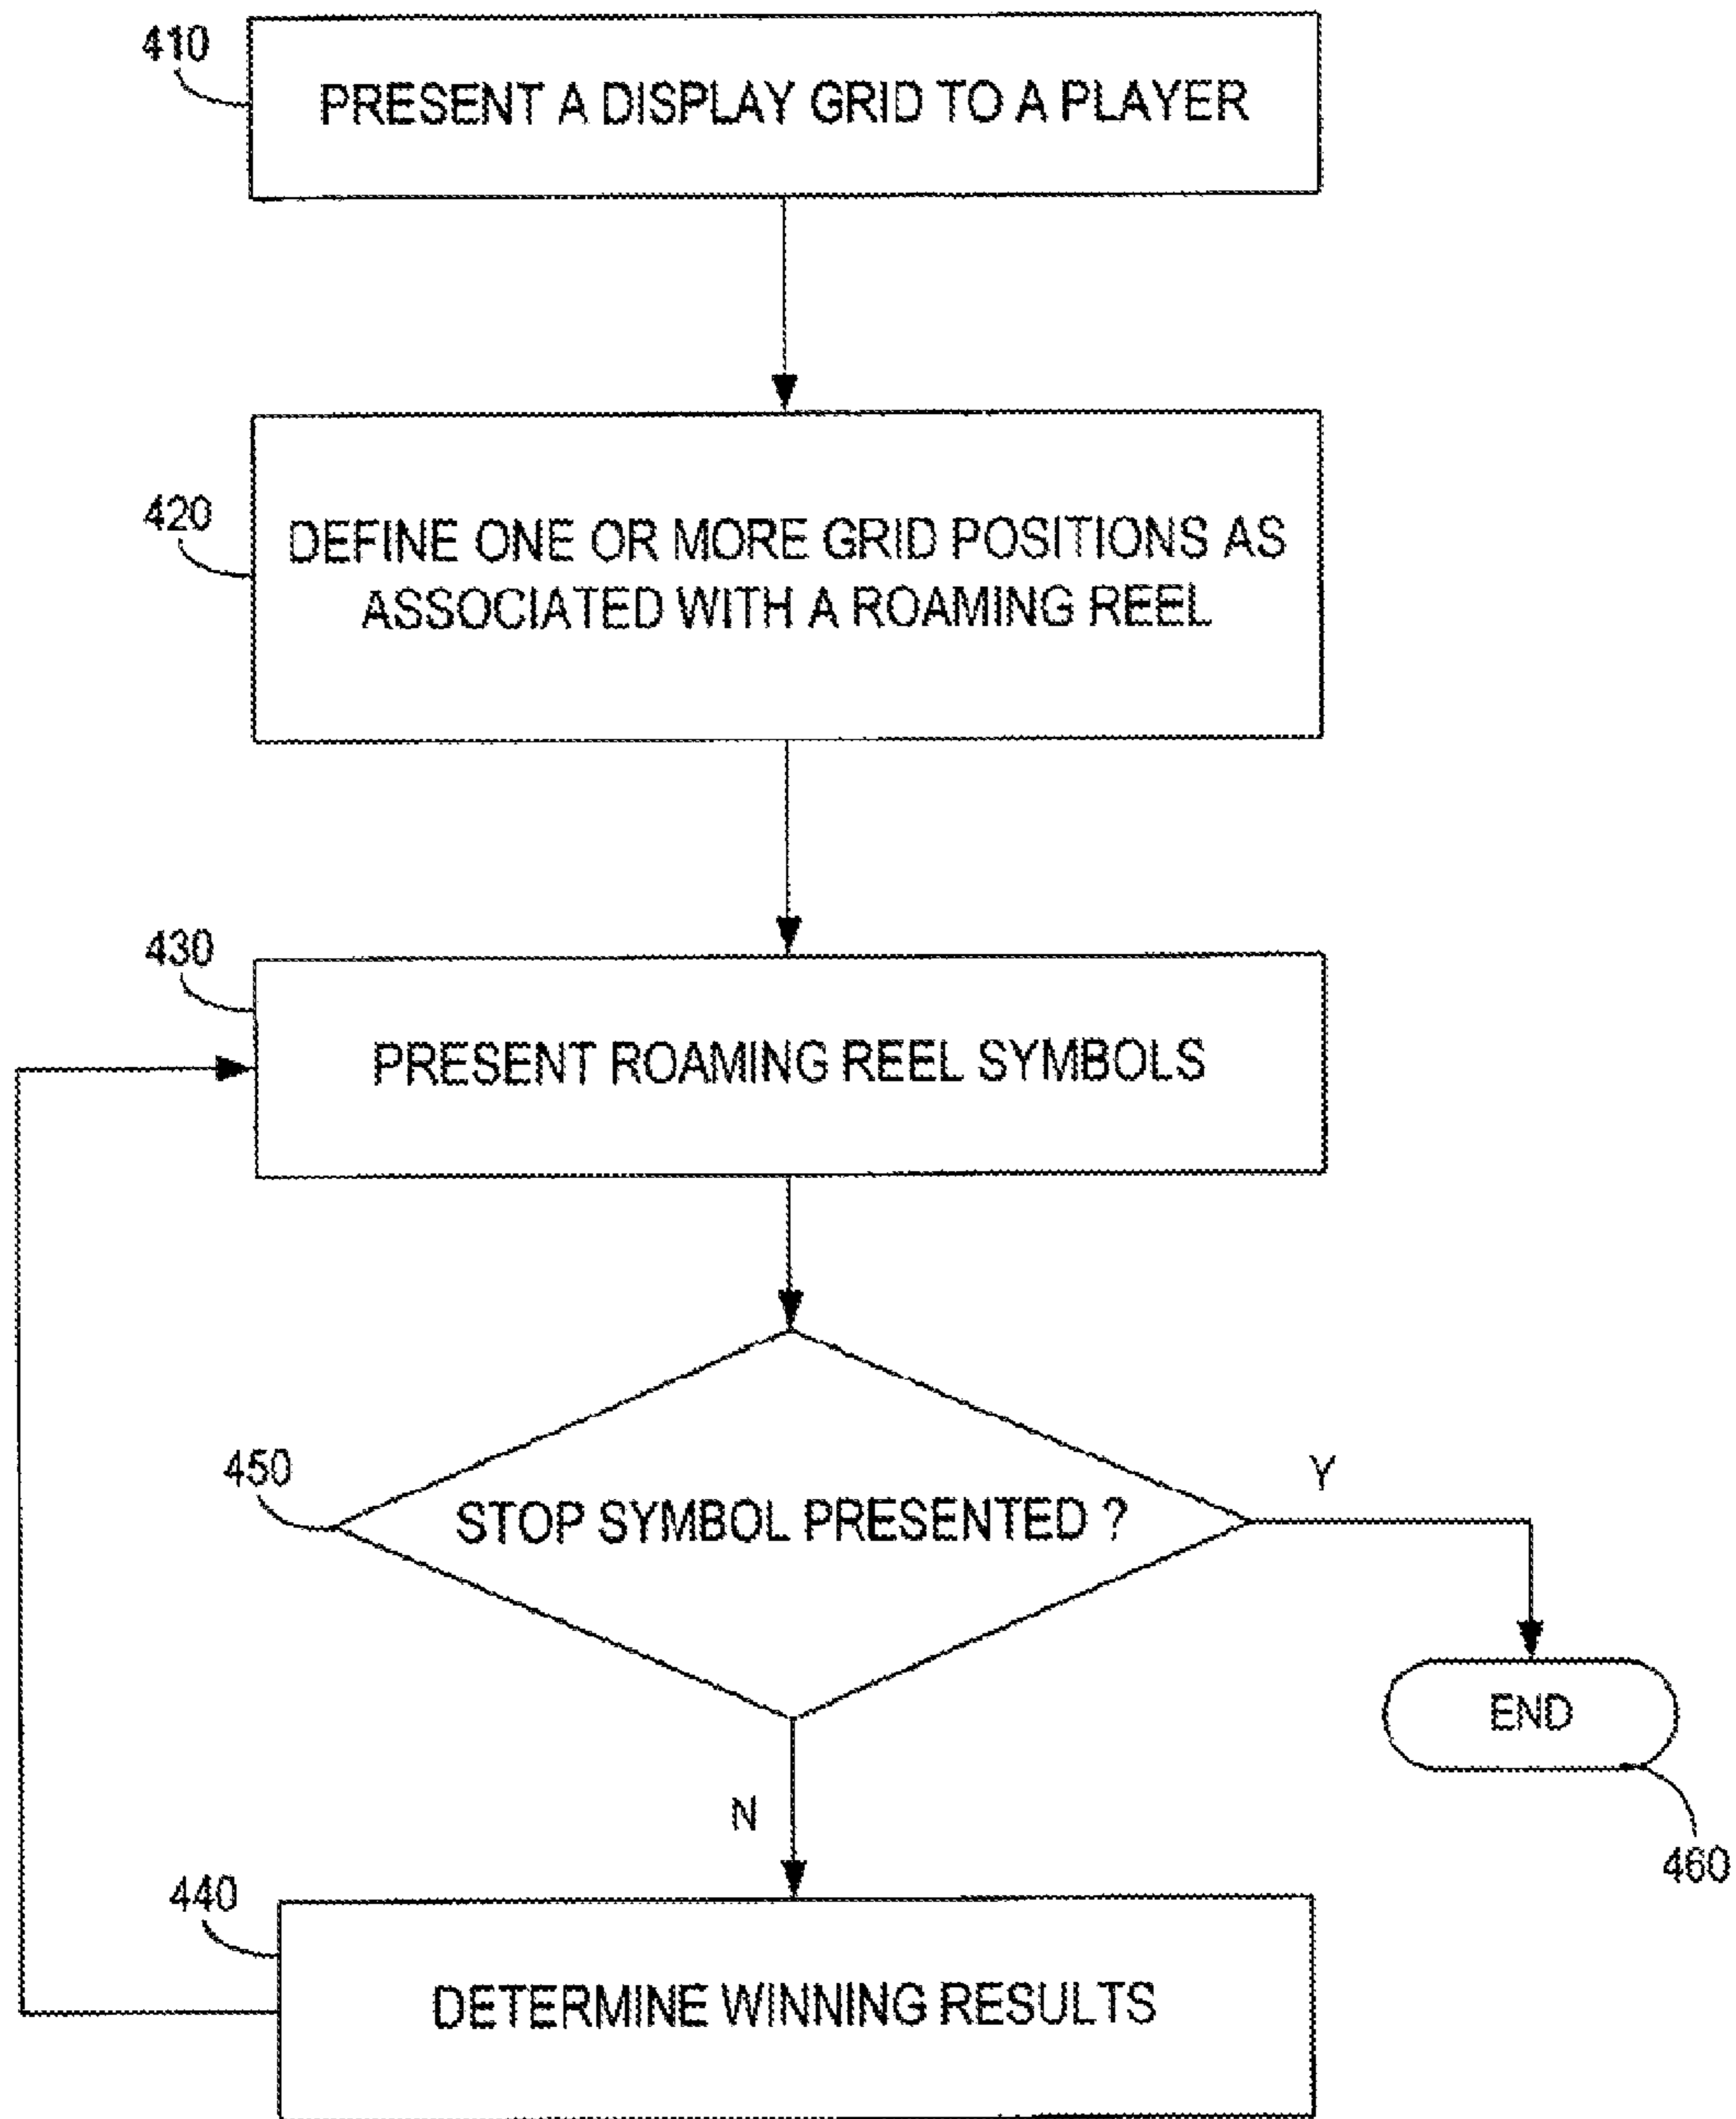 410
PRESENT A DISPLAY GRID TO A PLAYER
420
DEFINE ONE OR MORE GRID POSITIONS AS
ASSOCIATED WITH A ROAMING REEL
430
PRESENT ROAMING REEL SYMBOLS
450
STOP SYMBOL PRESENTED ?
Y
END
460
N
440
DETERMINE WINNING RESULTS